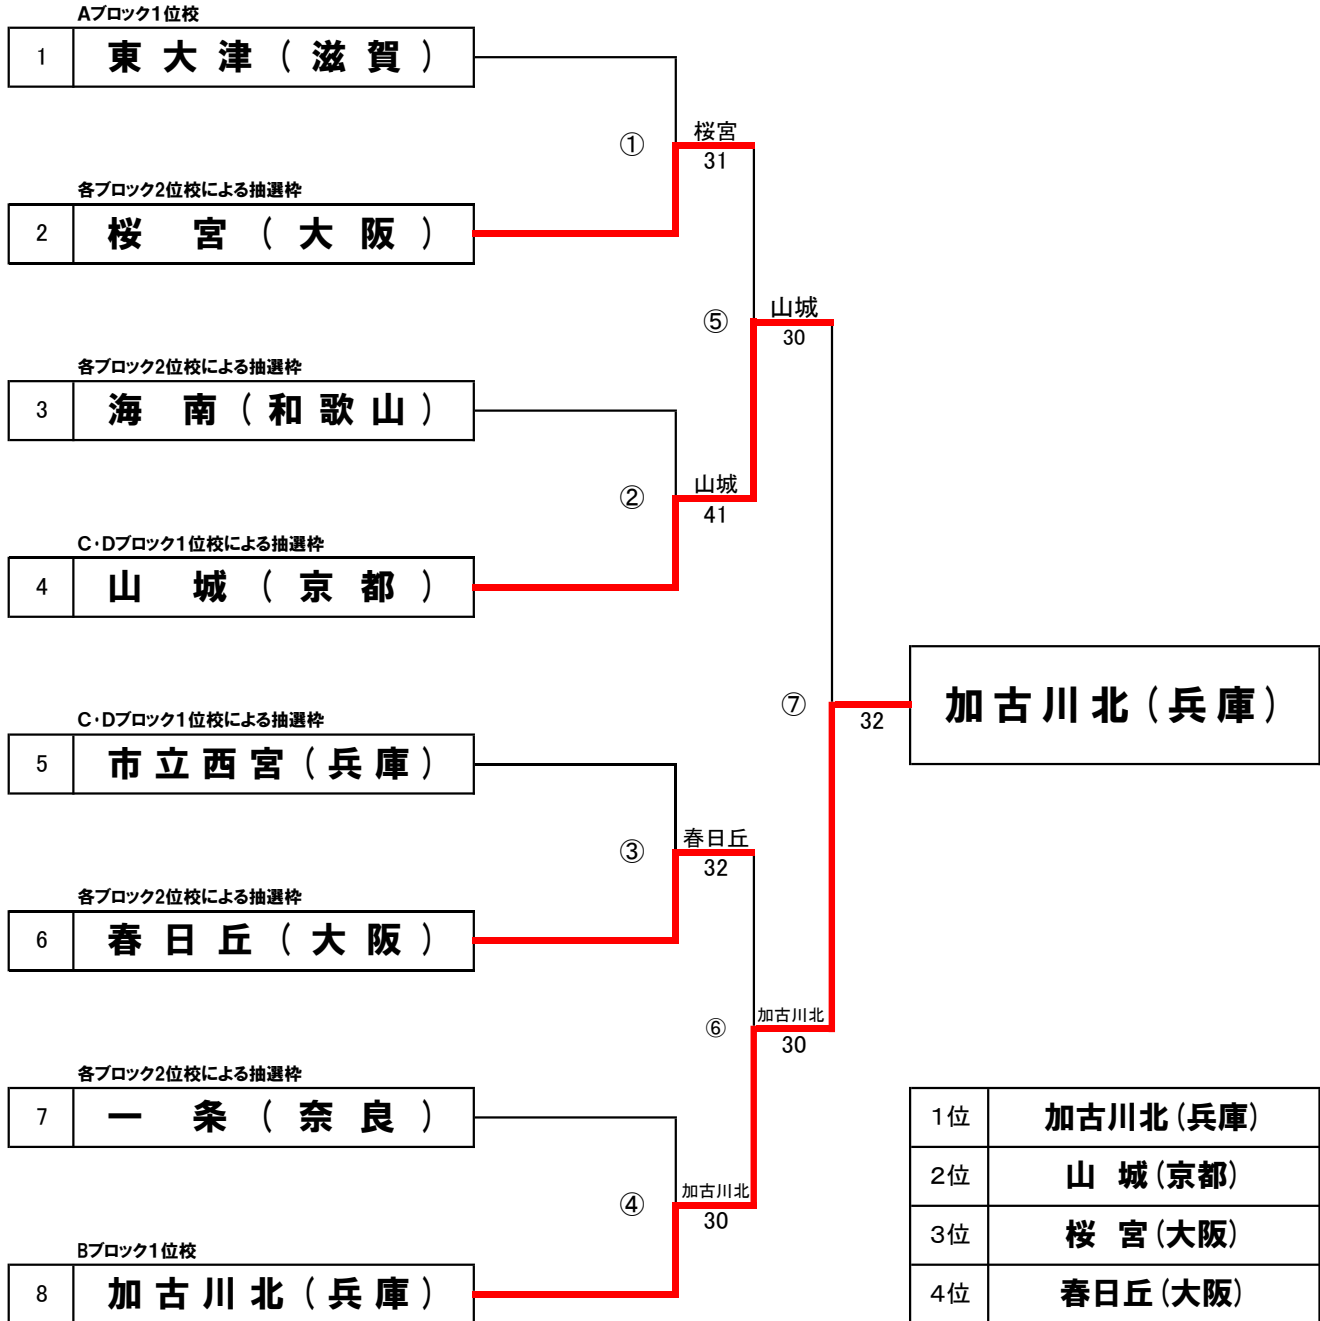 Aブロック1位校
1 東大津(滋賀)
① 桜宮
31
各ブロック2位校による抽選枠
2 桜宮(大阪)
⑤ 山城
30
各ブロック2位校による抽選枠
3 海南(和歌山)
② 山城
41
C・Dブロック1位校による抽選枠
4 山城(京都)
⑦ 32 加古川北(兵庫)
C・Dブロック1位校による抽選枠
5 市立西宮(兵庫)
③ 春日丘
32
各ブロック2位校による抽選枠
6 春日丘(大阪)
⑥ 加古川北
30
各ブロック2位校による抽選枠
7 一条(奈良)
④ 加古川北
30
Bブロック1位校
8 加古川北(兵庫)
1位 加古川北(兵庫)
2位 山城(京都)
3位 桜宮(大阪)
4位 春日丘(大阪)